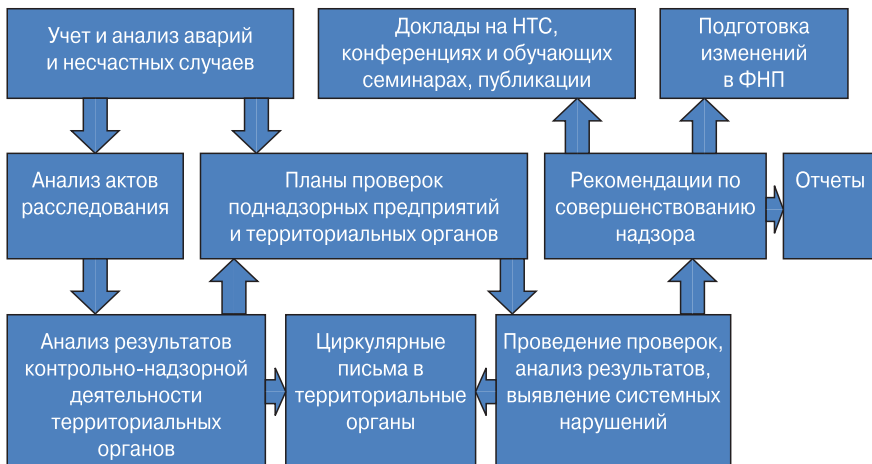 Учет и анализ аварий
и несчастных случаев
Доклады на НТС,
конференциях и обучающих
семинарах, публикации
Подготовка
изменений
в ФНП
Анализ актов
расследования
Планы проверок
поднадзорных предприятий
и территориальных органов
Рекомендации по
совершенствованию
надзора
Отчеты
Анализ результатов
контрольно-надзорной
деятельности
территориальных
органов
Циркулярные
письма в
территориальные
органы
Проведение проверок,
анализ результатов,
выявление системных
нарушений